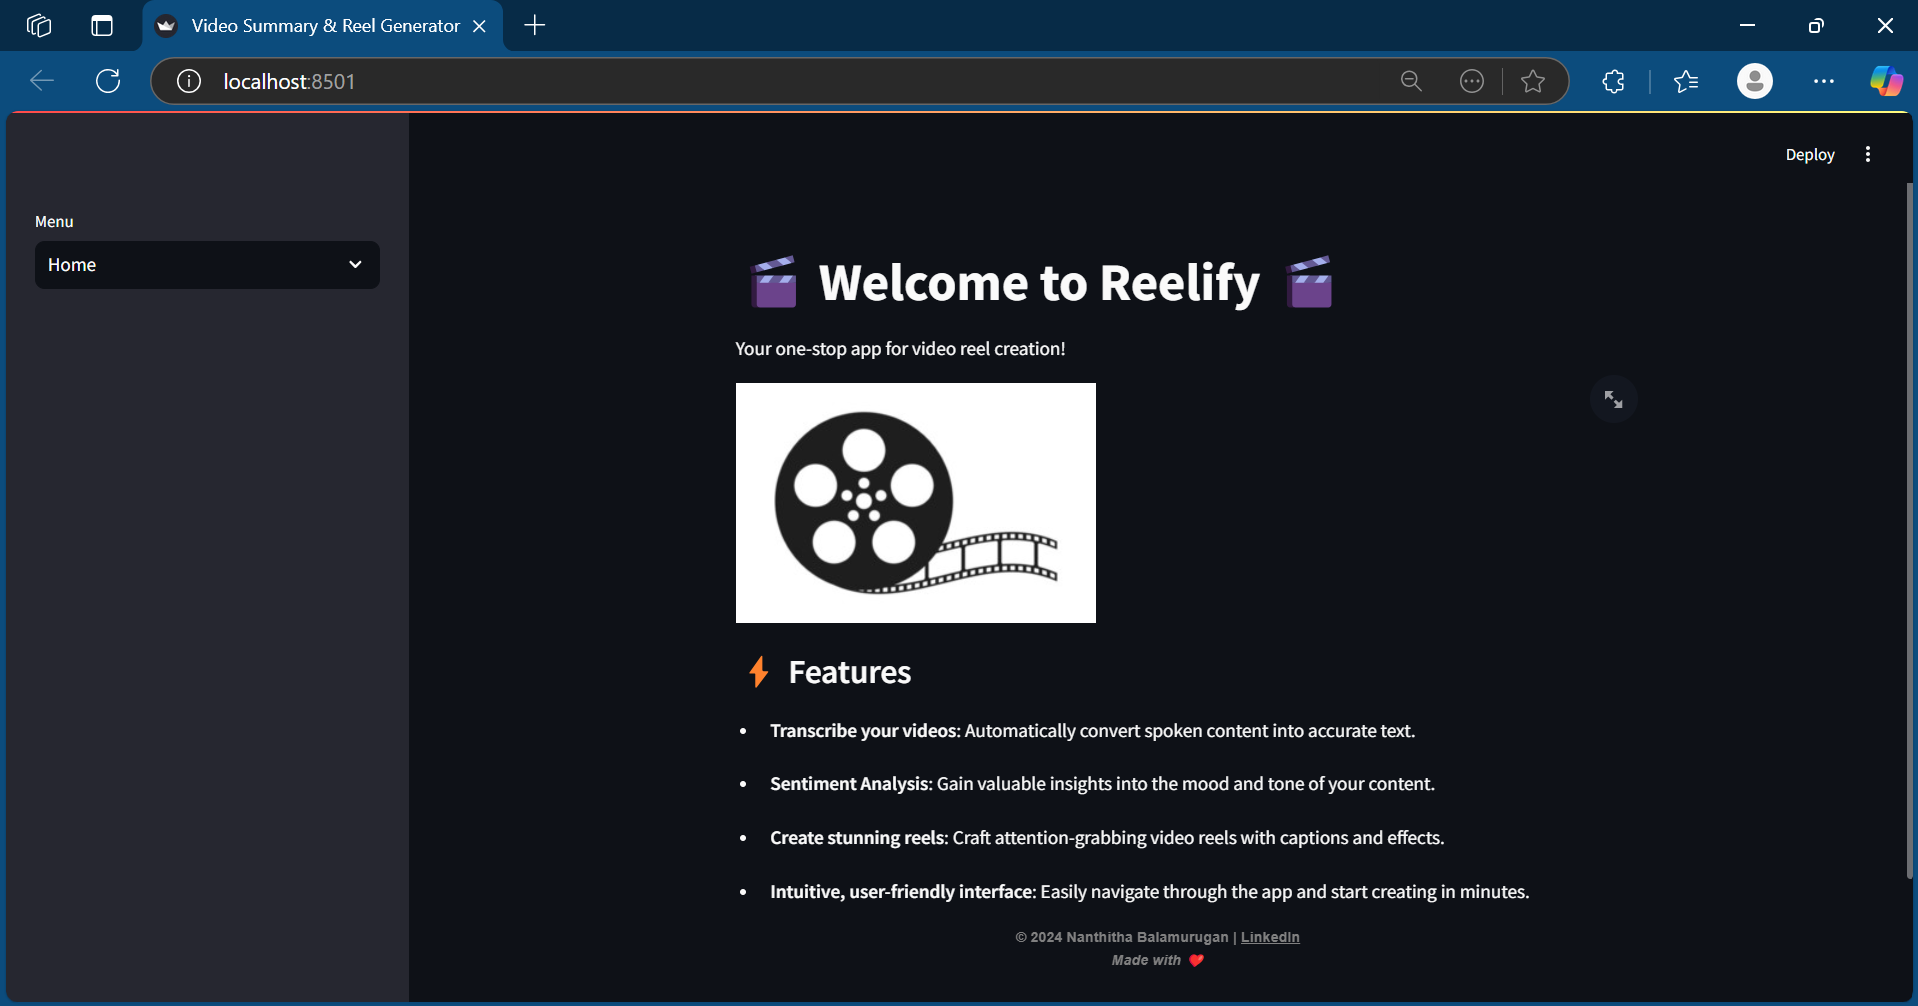 Video Summary & Reel Generator
localhost:8501
Deploy
Menu
Home
Welcome to Reelify
Your one-stop app for video reel creation!
Features
• Transcribe your videos: Automatically convert spoken content into accurate text.
• Sentiment Analysis: Gain valuable insights into the mood and tone of your content.
• Create stunning reels: Craft attention-grabbing video reels with captions and effects.
• Intuitive, user-friendly interface: Easily navigate through the app and start creating in minutes.
© 2024 Nanthitha Balamurugan | LinkedIn
Made with ❤️